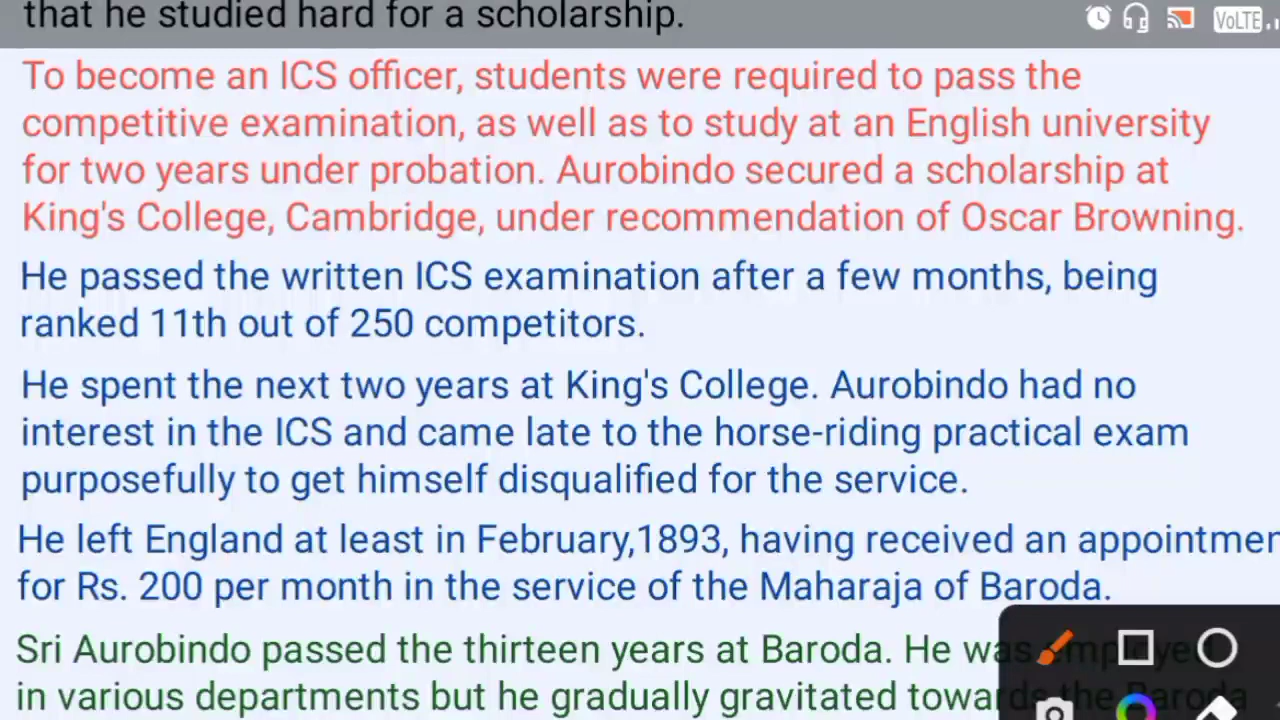 that he studied hard for a scholarship.
VoLTE
To become an ICS officer, students were required to pass the
competitive examination, as well as to study at an English university
for two years under probation. Aurobindo secured a scholarship at
King's College, Cambridge, under recommendation of Oscar Browning.
He passed the written ICS examination after a few months, being
ranked 11th out of 250 competitors.
He spent the next two years at King's College. Aurobindo had no
interest in the ICS and came late to the horse-riding practical exam
purposefully to get himself disqualified for the service.
He left England at least in February,1893, having received an appointmen
for Rs. 200 per month in the service of the Maharaja of Baroda.
Sri Aurobindo passed the thirteen years at Baroda. He was employed
in various departments but he gradually gravitated towards the Baroda